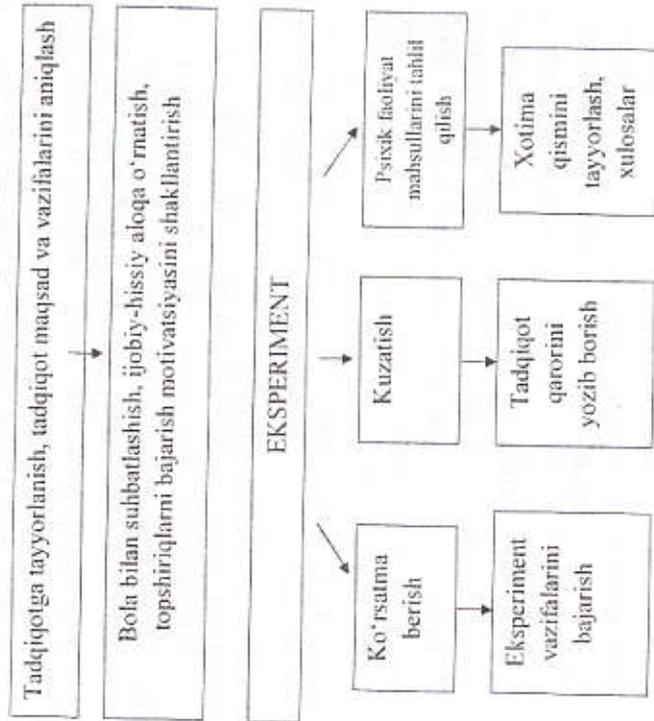 Tadqiqotga tayyorlanish, tadqiqot maqsad va vazifalarini aniqlash
Bola bilan suhbatlashish, ijobiy-hissiy aloqa o‘rnatish,
topshiriqlarni bajarish motivatsiyasini shakllantirish
EKSPERIMENT
Ko‘rsatma
berish
Kuzatish
Psixik faoliyat
mahsullarini tahlil
qilish
Eksperiment
vazifalarini
bajarish
Tadqiqot
qarorini
yozib borish
Xotima
qismini
tayyorlash,
xulosalar